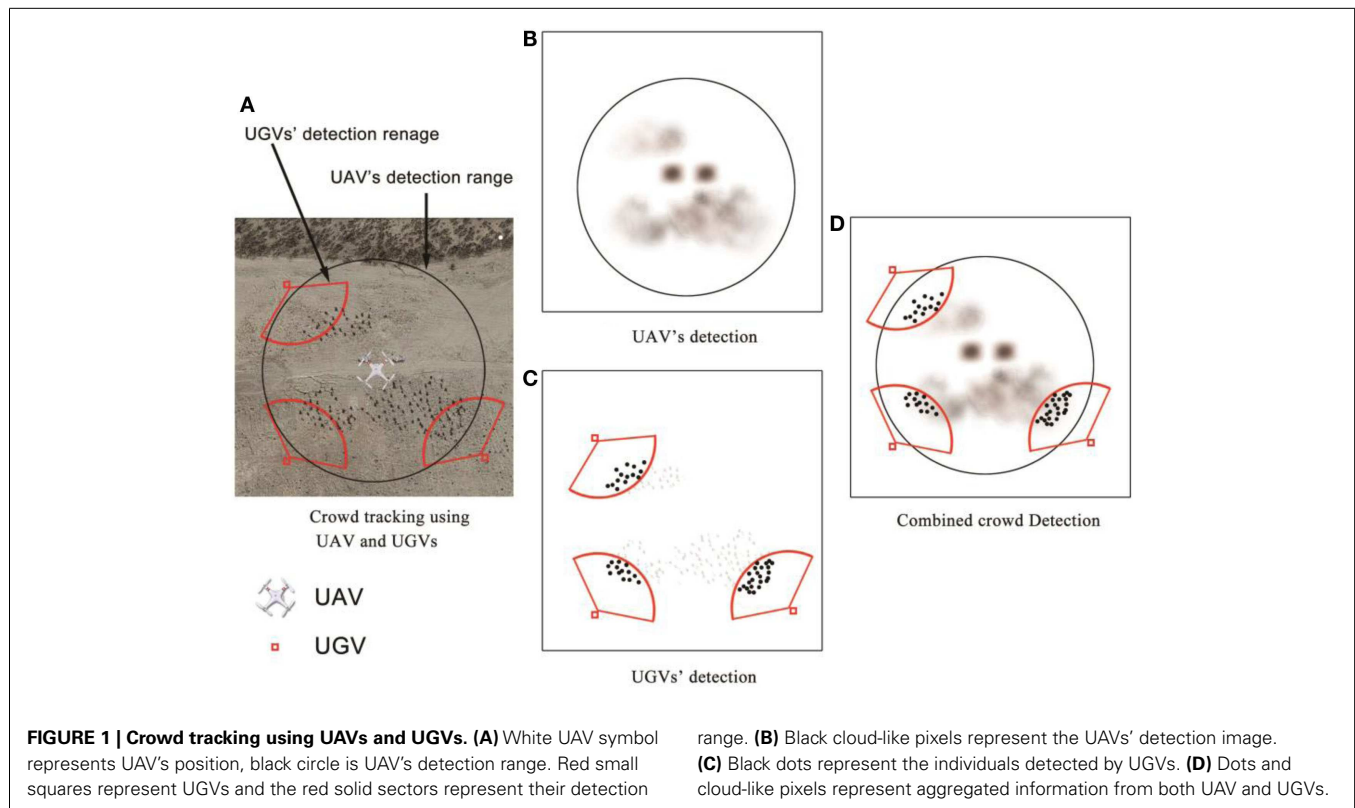 A
UGVs' detection renage
UAV's detection range
Crowd tracking using
UAV and UGVs
UAV
UGV
B
UAV's detection
C
UGVs' detection
D
Combined crowd Detection
FIGURE 1 | Crowd tracking using UAVs and UGVs. (A) White UAV symbol
represents UAV's position, black circle is UAV's detection range. Red small
squares represent UGVs and the red solid sectors represent their detection
range. (B) Black cloud-like pixels represent the UAVs' detection image.
(C) Black dots represent the individuals detected by UGVs. (D) Dots and
cloud-like pixels represent aggregated information from both UAV and UGVs.